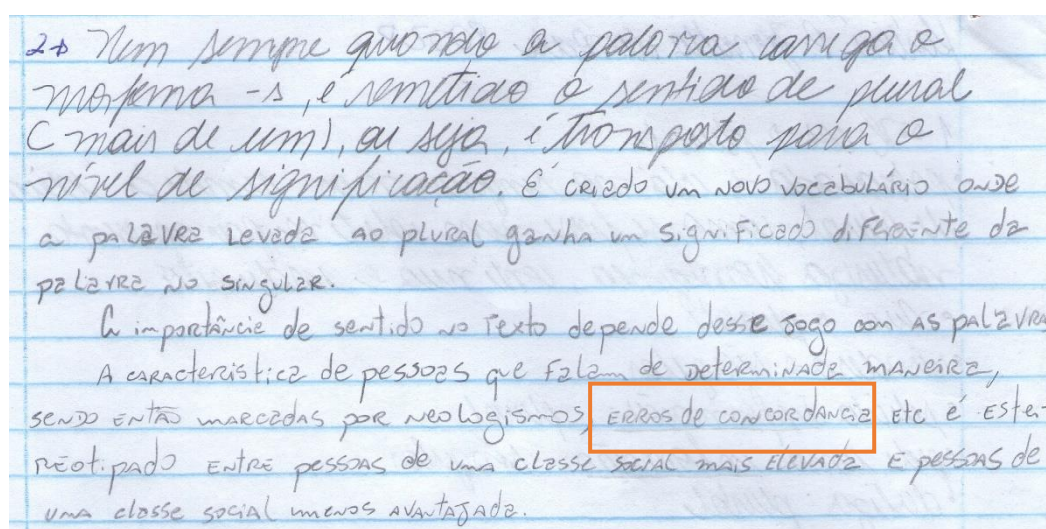 2- Nem sempre quando a palavra carrega o
morfema -s, é remetido o sentido de plural
(mais de um), ou seja, é transposto para o
nível de significação. É criado um novo vocabulário onde
a palavra levada ao plural ganha um significado diferente da
palavra no singular.
A importância de sentido no texto depende desse jogo com as palavra
A característica de pessoas que falam de determinada maneira,
sendo então marcadas por neologismos, erros de concordancia etc é este-
reotipado entre pessoas de uma classe social mais elevada e pessoas de
uma classe social menos avantajada.